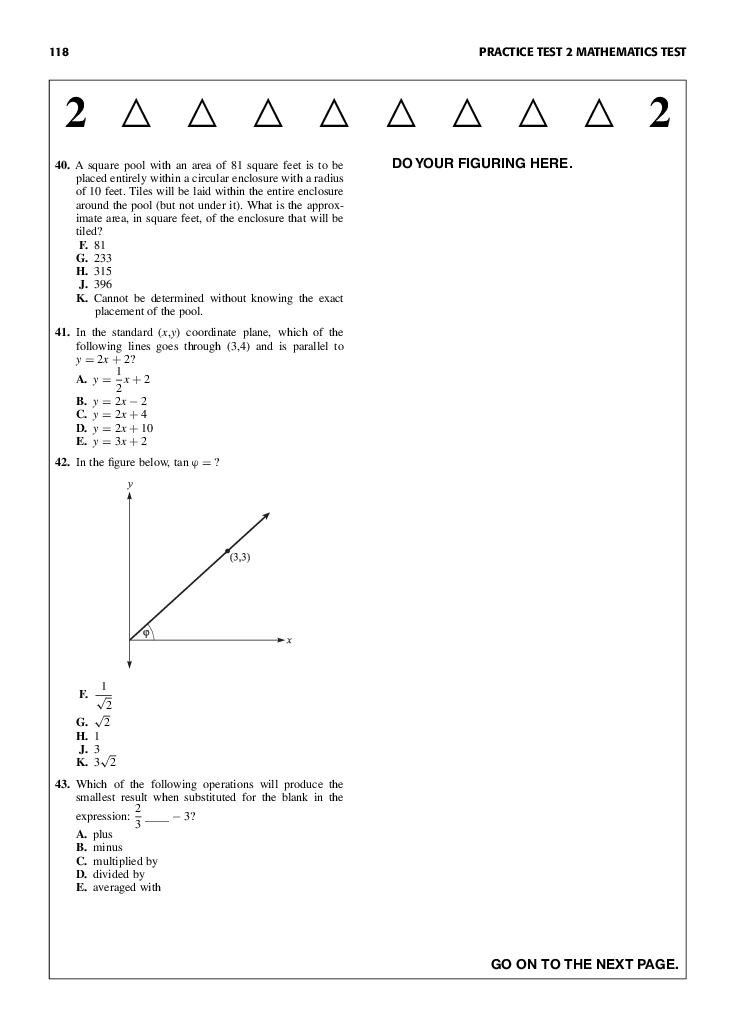 118
PRACTICE TEST 2 MATHEMATICS TEST
2 △ △ △ △ △ △ △ △ 2
40. A square pool with an area of 81 square feet is to be
placed entirely within a circular enclosure with a radius
of 10 feet. Tiles will be laid within the entire enclosure
around the pool (but not under it). What is the approx-
imate area, in square feet, of the enclosure that will be
tiled?
F. 81
G. 233
H. 315
J. 396
K. Cannot be determined without knowing the exact
placement of the pool.
41. In the standard (x,y) coordinate plane, which of the
following lines goes through (3,4) and is parallel to
y = 2x + 2?
A. y = 1/2 x + 2
B. y = 2x − 2
C. y = 2x + 4
D. y = 2x + 10
E. y = 3x + 2
42. In the figure below, tan φ = ?
y
(3,3)
φ
x
F. 1/√2
G. √2
H. 1
J. 3
K. 3√2
43. Which of the following operations will produce the
smallest result when substituted for the blank in the
expression: 2/3 ____ − 3?
A. plus
B. minus
C. multiplied by
D. divided by
E. averaged with
DO YOUR FIGURING HERE.
GO ON TO THE NEXT PAGE.